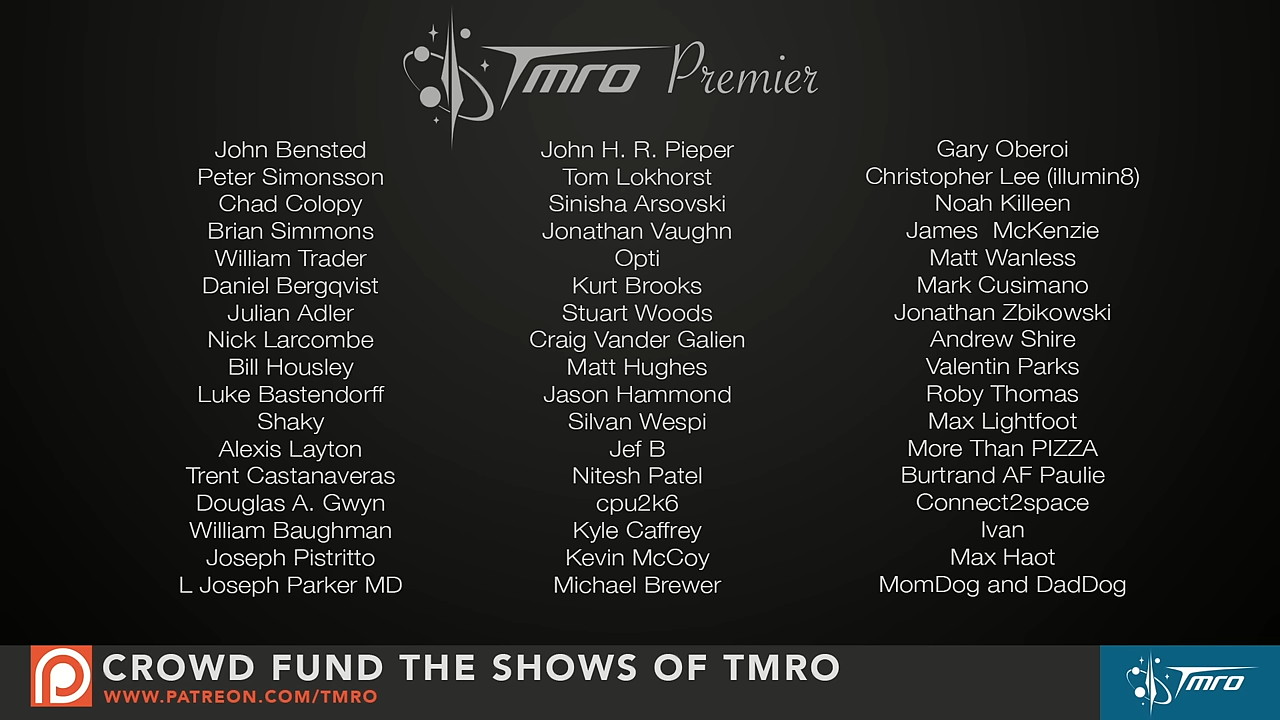 Tmro Premier
John Bensted
Peter Simonsson
Chad Colopy
Brian Simmons
William Trader
Daniel Bergqvist
Julian Adler
Nick Larcombe
Bill Housley
Luke Bastendorff
Shaky
Alexis Layton
Trent Castanaveras
Douglas A. Gwyn
William Baughman
Joseph Pistritto
L Joseph Parker MD
John H. R. Pieper
Tom Lokhorst
Sinisha Arsovski
Jonathan Vaughn
Opti
Kurt Brooks
Stuart Woods
Craig Vander Galien
Matt Hughes
Jason Hammond
Silvan Wespi
Jef B
Nitesh Patel
cpu2k6
Kyle Caffrey
Kevin McCoy
Michael Brewer
Gary Oberoi
Christopher Lee (illumin8)
Noah Killeen
James  McKenzie
Matt Wanless
Mark Cusimano
Jonathan Zbikowski
Andrew Shire
Valentin Parks
Roby Thomas
Max Lightfoot
More Than PIZZA
Burtrand AF Paulie
Connect2space
Ivan
Max Haot
MomDog and DadDog
CROWD FUND THE SHOWS OF TMRO
WWW.PATREON.COM/TMRO
Tmro